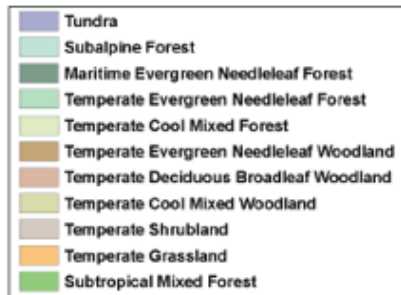 Tundra
Subalpine Forest
Maritime Evergreen Needleleaf Forest
Temperate Evergreen Needleleaf Forest
Temperate Cool Mixed Forest
Temperate Evergreen Needleleaf Woodland
Temperate Deciduous Broadleaf Woodland
Temperate Cool Mixed Woodland
Temperate Shrubland
Temperate Grassland
Subtropical Mixed Forest